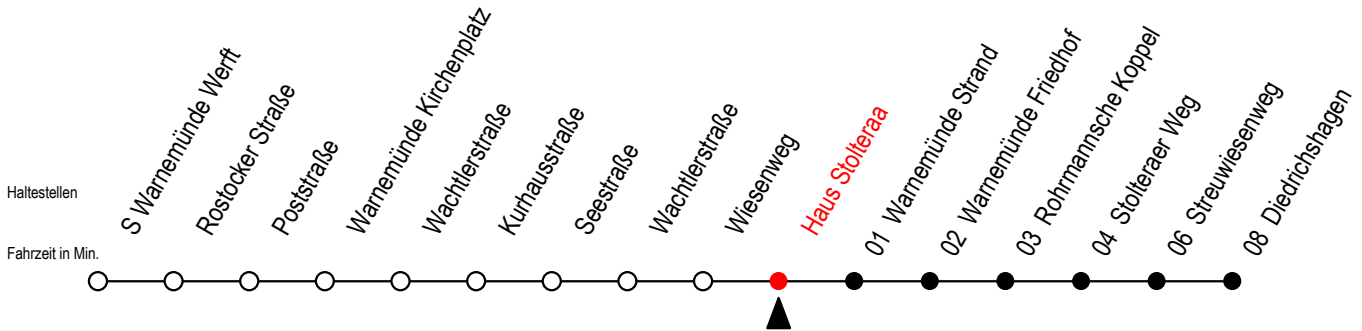 Haltestellen
Fahrzeit in Min.
S Warnemünde Werft
Rostocker Straße
Poststraße
Warnemünde Kirchenplatz
Wachtlerstraße
Kurhausstraße
Seestraße
Wachtlerstraße
Wiesenweg
Haus Stolteraa
01 Warnemünde Strand
02 Warnemünde Friedhof
03 Rohrmannsche Koppel
04 Stolteraer Weg
06 Streuwiesenweg
08 Diedrichshagen